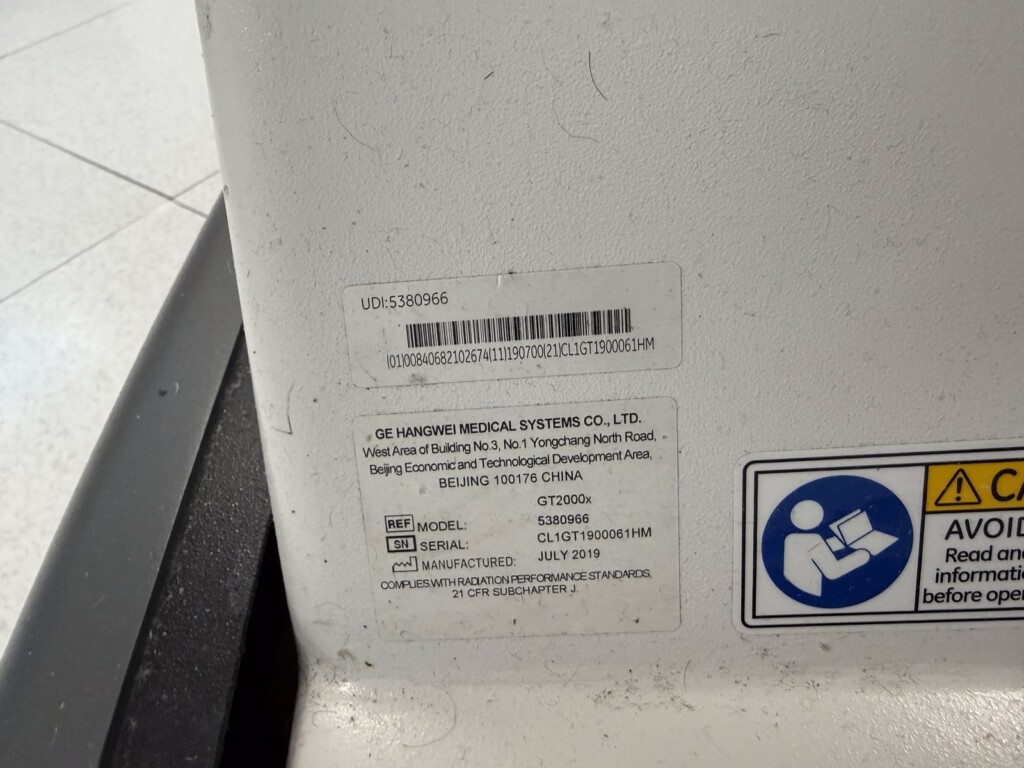 UDI:5380966
(01)00840682102674(11)190700(21)CL1GT1900061HM
GE HANGWEI MEDICAL SYSTEMS CO., LTD.
West Area of Building No.3, No.1 Yongchang North Road,
Beijing Economic and Technological Development Area,
BEIJING 100176 CHINA
GT2000x
REF MODEL: 5380966
SN SERIAL: CL1GT1900061HM
MANUFACTURED: JULY 2019
COMPLIES WITH RADIATION PERFORMANCE STANDARDS,
21 CFR SUBCHAPTER J
AVOID
Read and
before